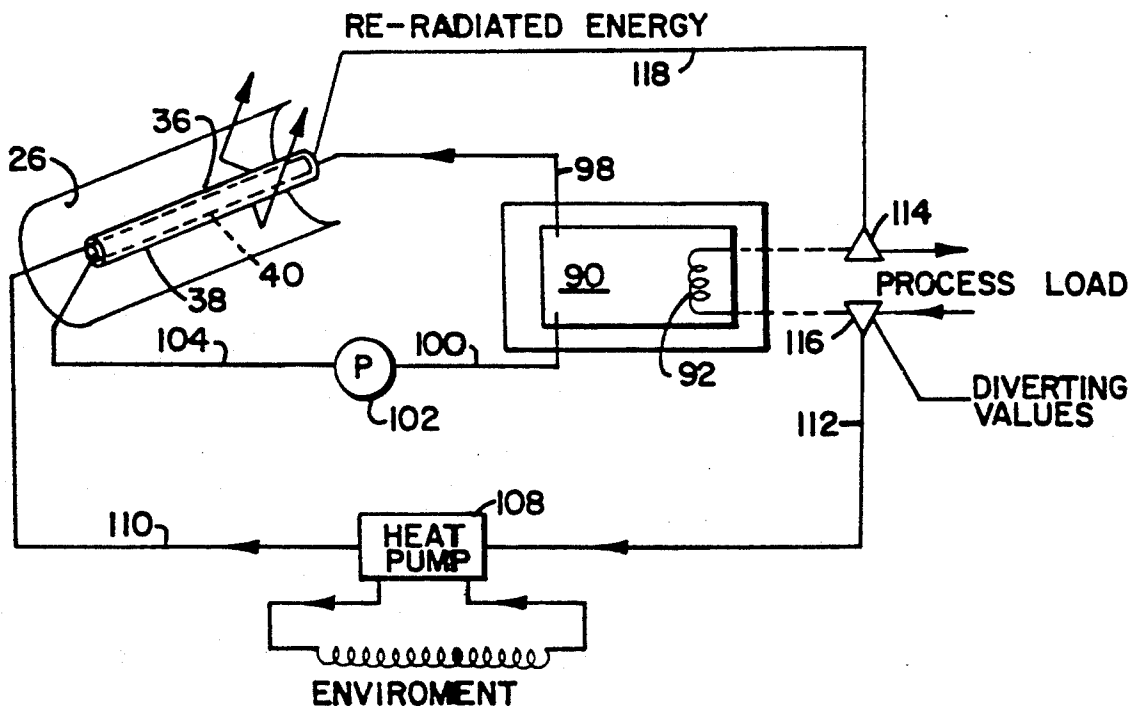 RE-RADIATED ENERGY
118
36
26
98
114
90
PROCESS LOAD
40
38
116
104
P
100
92
102
DIVERTING
VALUES
112
108
110
HEAT
PUMP
ENVIROMENT